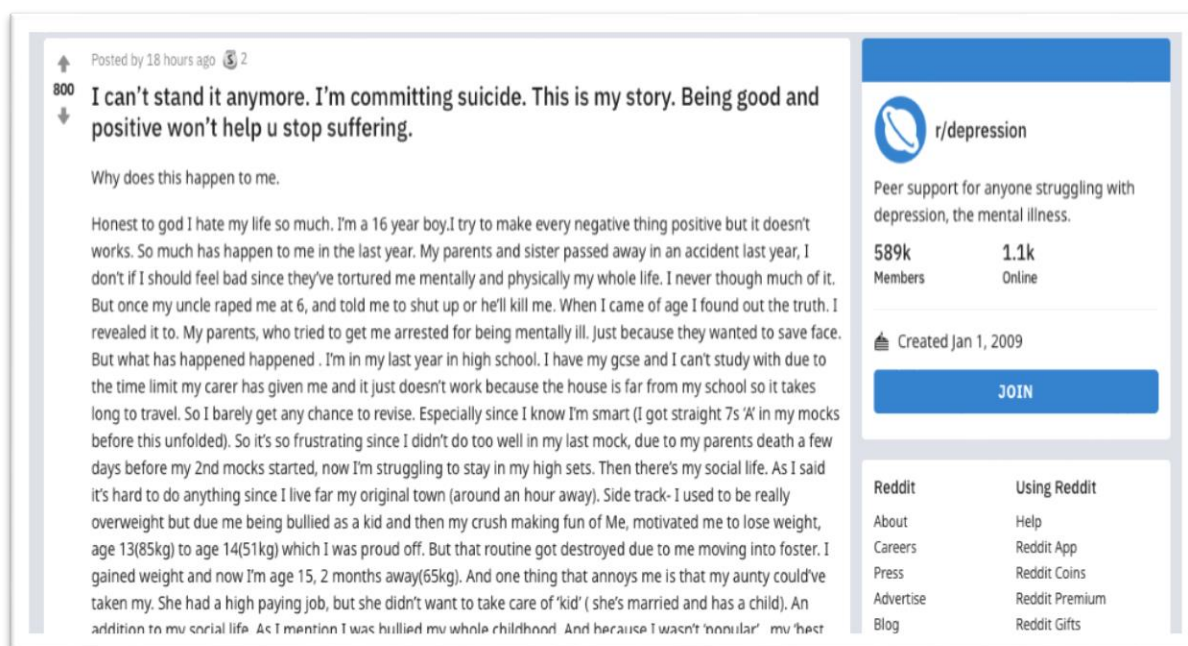 Posted by 18 hours ago 2
800
I can't stand it anymore. I'm committing suicide. This is my story. Being good and
positive won't help u stop suffering.
Why does this happen to me.
Honest to god I hate my life so much. I'm a 16 year boy.I try to make every negative thing positive but it doesn't
works. So much has happen to me in the last year. My parents and sister passed away in an accident last year, I
don't if I should feel bad since they've tortured me mentally and physically my whole life. I never though much of it.
But once my uncle raped me at 6, and told me to shut up or he'll kill me. When I came of age I found out the truth. I
revealed it to. My parents, who tried to get me arrested for being mentally ill. Just because they wanted to save face.
But what has happened happened . I'm in my last year in high school. I have my gcse and I can't study with due to
the time limit my carer has given me and it just doesn't work because the house is far from my school so it takes
long to travel. So I barely get any chance to revise. Especially since I know I'm smart (I got straight 7s 'A' in my mocks
before this unfolded). So it's so frustrating since I didn't do too well in my last mock, due to my parents death a few
days before my 2nd mocks started, now I'm struggling to stay in my high sets. Then there's my social life. As I said
it's hard to do anything since I live far my original town (around an hour away). Side track- I used to be really
overweight but due me being bullied as a kid and then my crush making fun of Me, motivated me to lose weight,
age 13(85kg) to age 14(51kg) which I was proud off. But that routine got destroyed due to me moving into foster. I
gained weight and now I'm age 15, 2 months away(65kg). And one thing that annoys me is that my aunty could've
taken my. She had a high paying job, but she didn't want to take care of 'kid' ( she's married and has a child). An
addition to my social life. As I mention I was bullied my whole childhood. And because I wasn't 'popular' my 'best
r/depression
Peer support for anyone struggling with
depression, the mental illness.
589k 1.1k
Members Online
Created Jan 1, 2009
JOIN
Reddit Using Reddit
About Help
Careers Reddit App
Press Reddit Coins
Advertise Reddit Premium
Blog Reddit Gifts